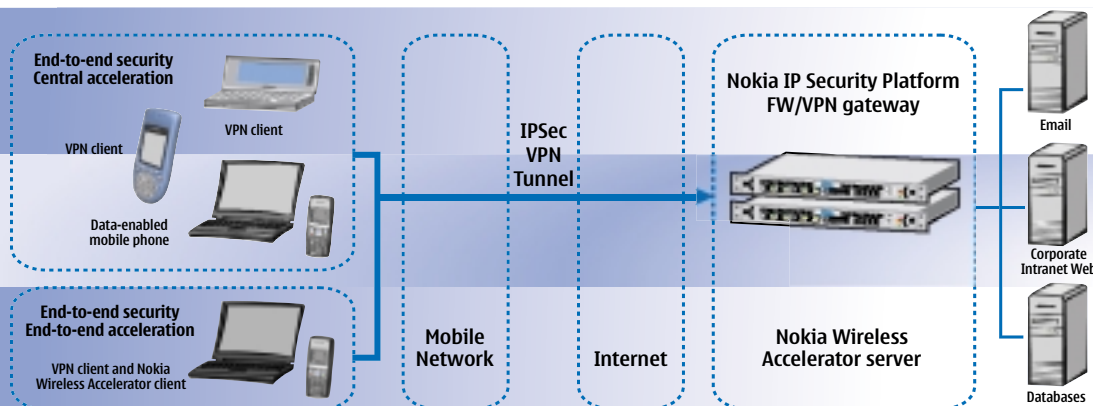 End-to-end security
Central acceleration
VPN client
VPN client
Data-enabled
mobile phone
End-to-end security
End-to-end acceleration
VPN client and Nokia
Wireless Accelerator client
IPSec
VPN
Tunnel
Mobile
Network
Internet
Nokia IP Security Platform
FW/VPN gateway
Nokia Wireless
Accelerator server
Email
Corporate
Intranet Web
Databases